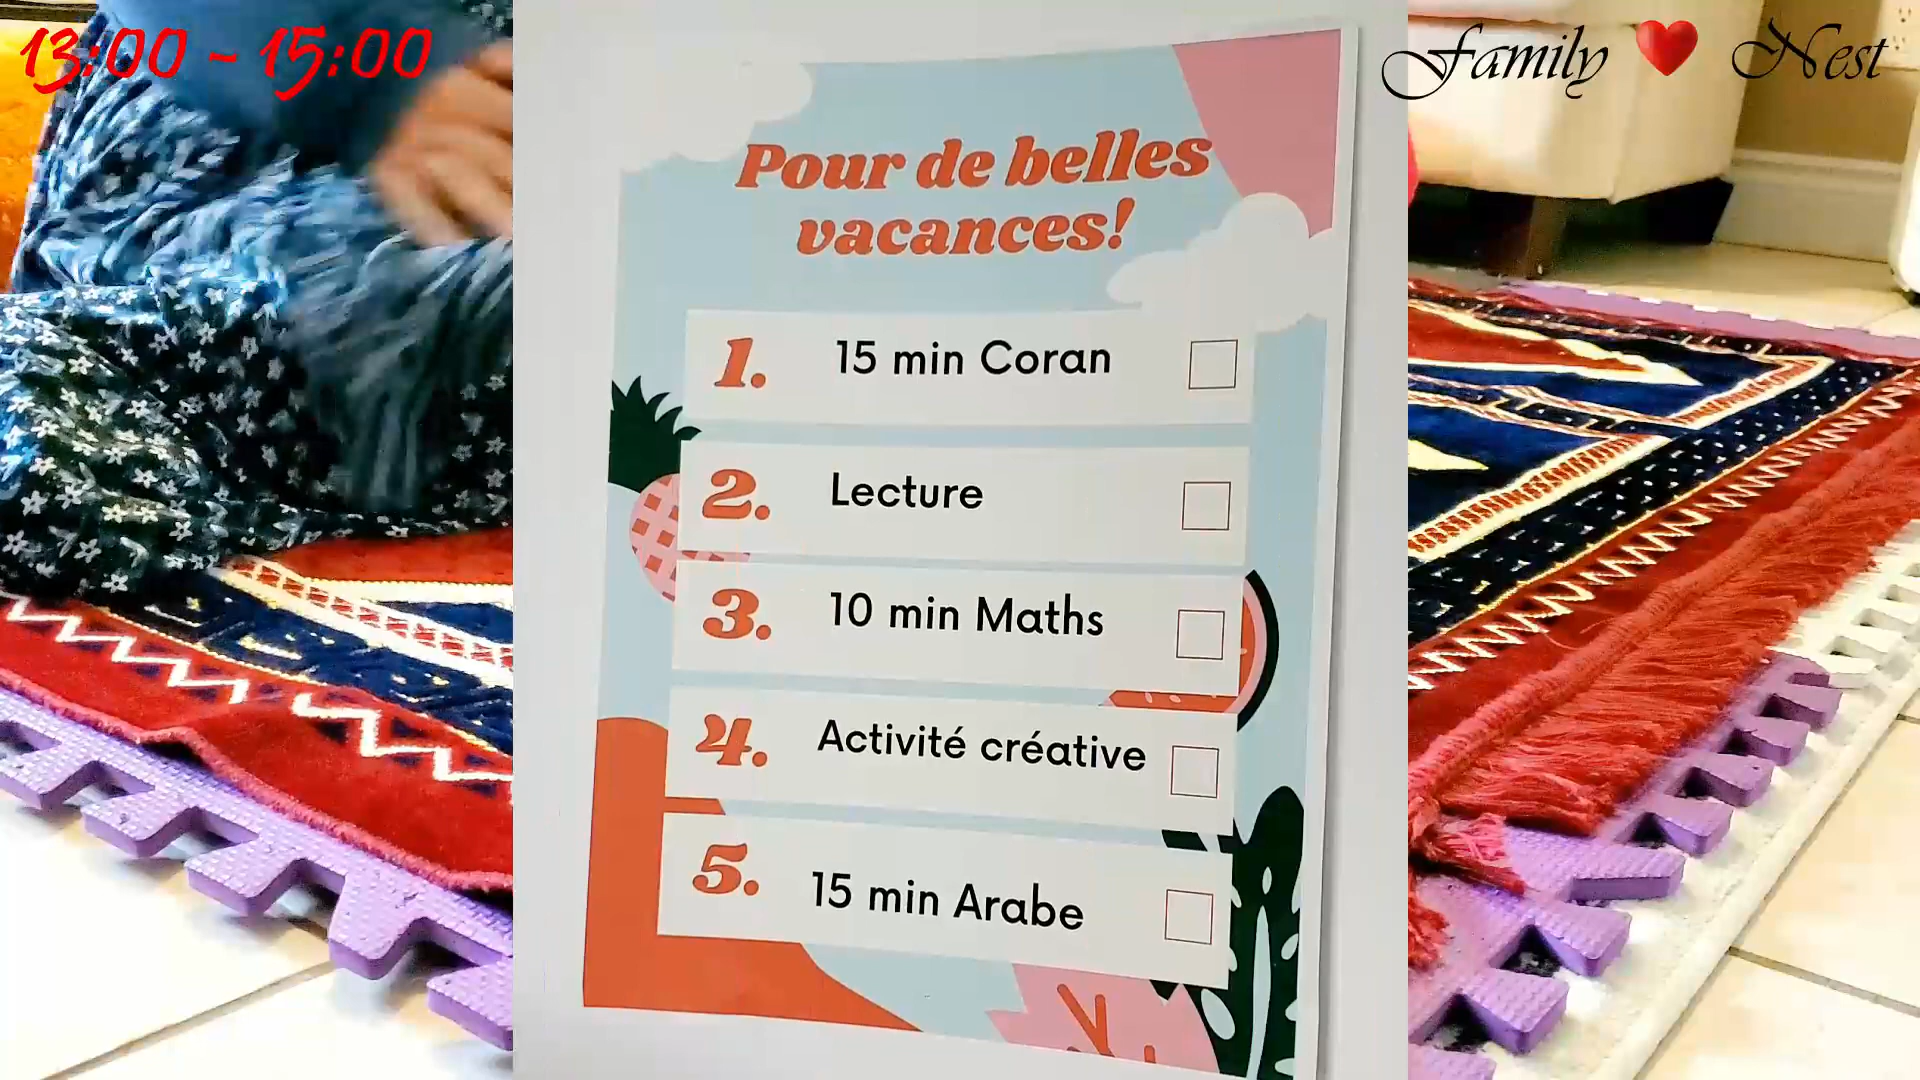 13:00 - 15:00
Family ❤ Nest
Pour de belles
vacances!
1. 15 min Coran
2. Lecture
3. 10 min Maths
4. Activité créative
5. 15 min Arabe